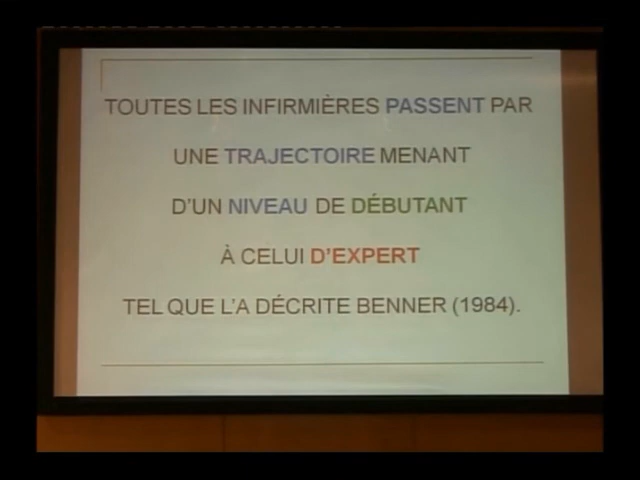 TOUTES LES INFIRMIÈRES PASSENT PAR
UNE TRAJECTOIRE MENANT
D'UN NIVEAU DE DÉBUTANT
À CELUI D'EXPERT
TEL QUE L'A DÉCRITE BENNER (1984).